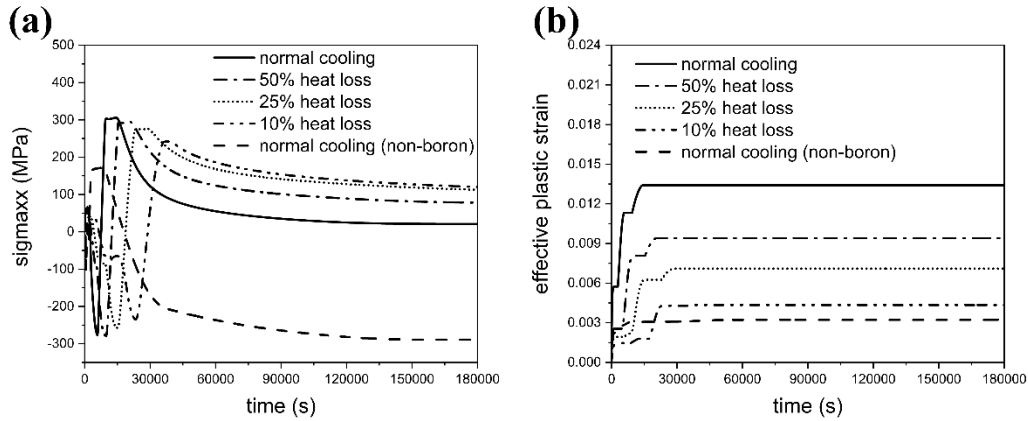 (a)
500
400
300
200
100
0
-100
-200
-300
sigmaxx (MPa)
normal cooling
50% heat loss
25% heat loss
10% heat loss
normal cooling (non-boron)
0 30000 60000 90000 120000 150000 180000
time (s)
(b)
0.024
0.021
0.018
0.015
0.012
0.009
0.006
0.003
0.000
effective plastic strain
normal cooling
50% heat loss
25% heat loss
10% heat loss
normal cooling (non-boron)
0 30000 60000 90000 120000 150000 180000
time (s)